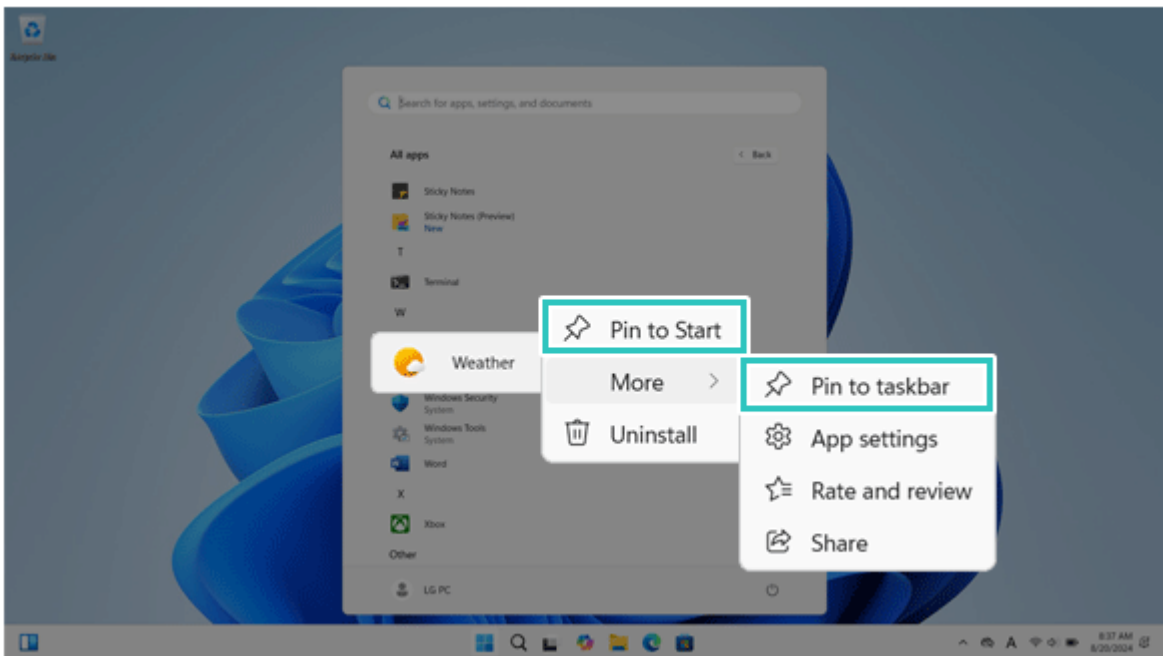 Recycle Bin
Search for apps, settings, and documents
All apps
Back
Sticky Notes
Sticky Notes (Preview)
New
T
Terminal
W
Pin to Start
Weather
More
Pin to taskbar
Windows Security
System
Uninstall
App settings
Windows Tools
System
Word
Rate and review
X
Xbox
Share
Other
LG PC
A
8:37 AM
8/20/2024